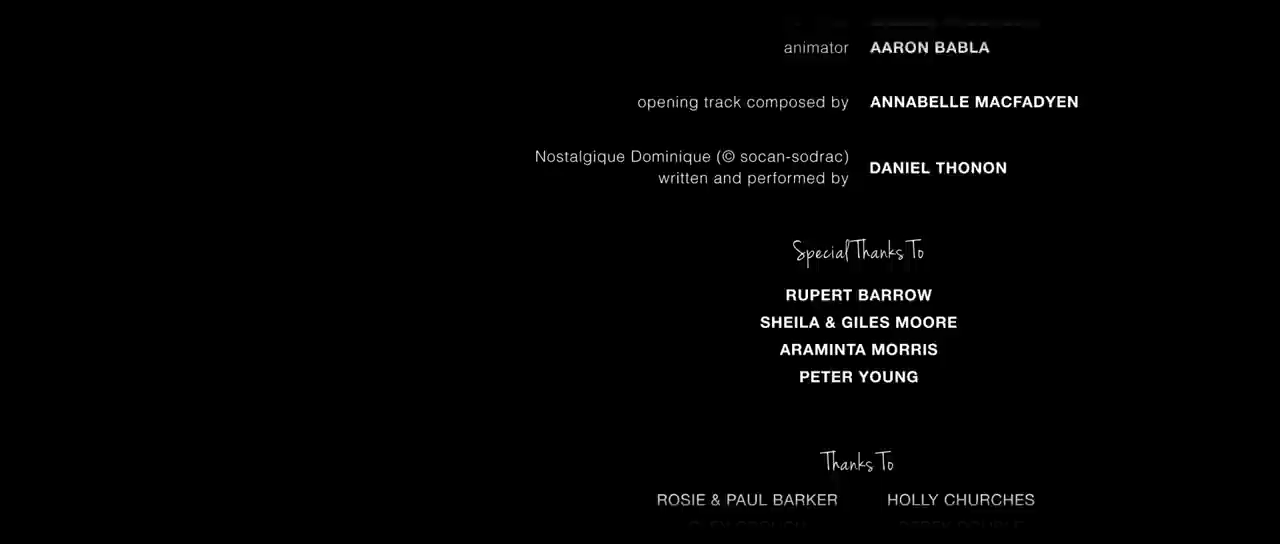 animator AARON BABLA
opening track composed by ANNABELLE MACFADYEN
Nostalgique Dominique (© socan-sodrac)
written and performed by DANIEL THONON
Special Thanks To
RUPERT BARROW
SHEILA & GILES MOORE
ARAMINTA MORRIS
PETER YOUNG
Thanks To
ROSIE & PAUL BARKER HOLLY CHURCHES